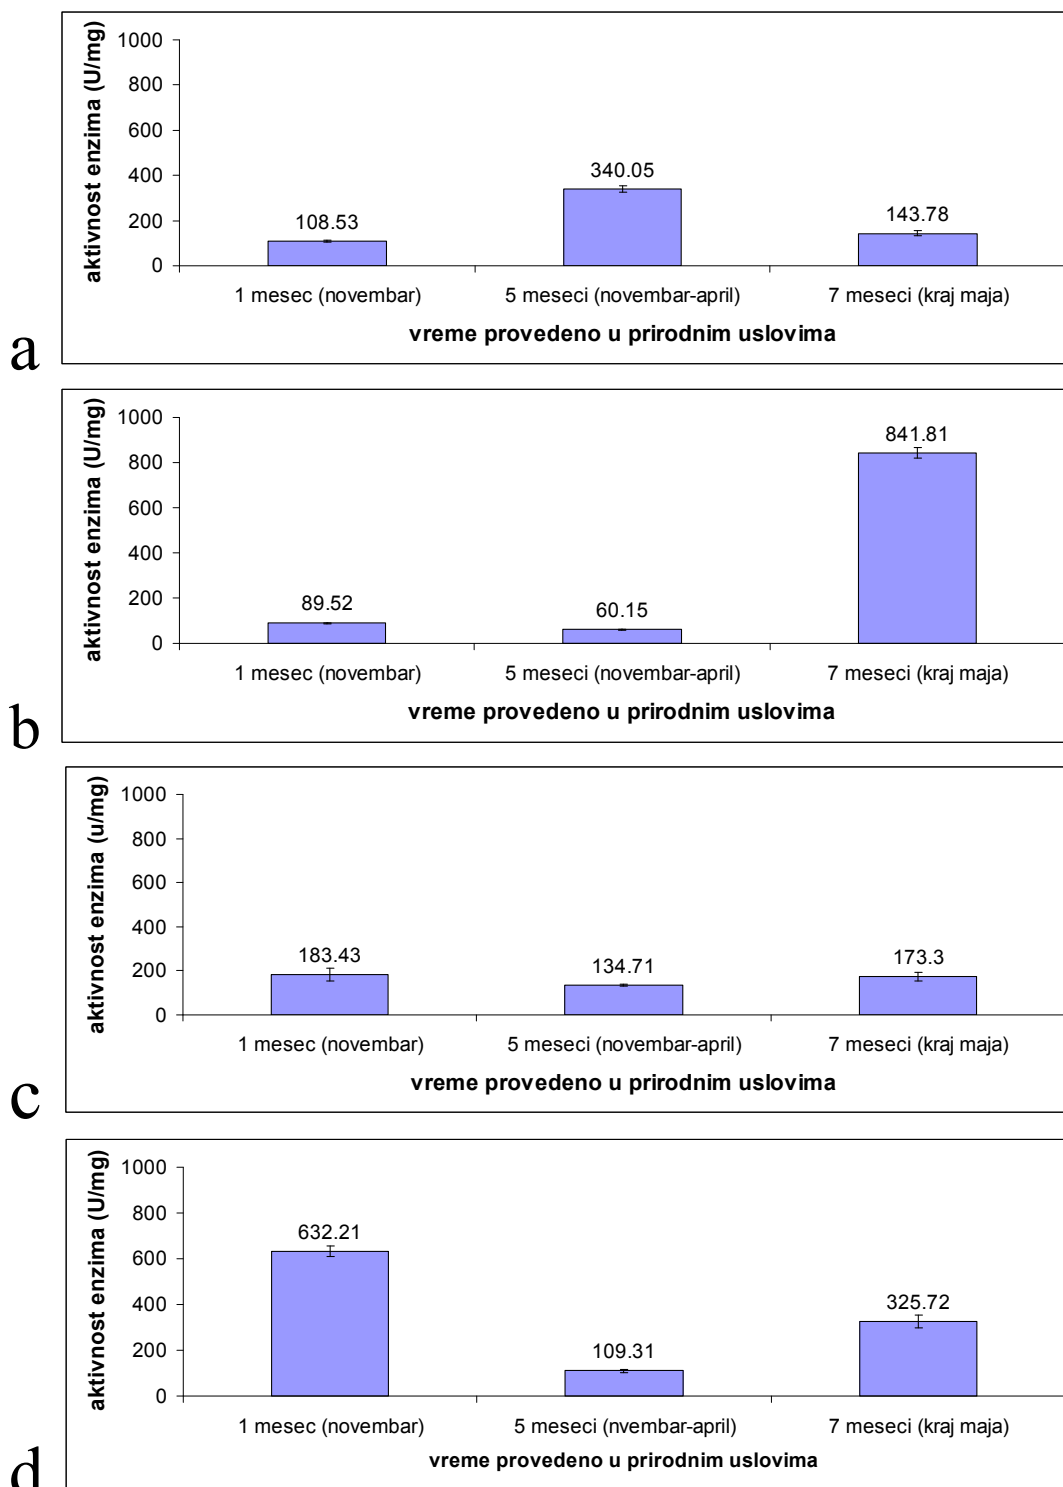 a
aktivnost enzima (U/mg)
1000
800
600
400
200
0
108.53
340.05
143.78
1 mesec (novembar)
5 meseci (novembar-april)
7 meseci (kraj maja)
vreme provedeno u prirodnim uslovima
b
aktivnost enzima (U/mg)
1000
800
600
400
200
0
89.52
60.15
841.81
1 mesec (novembar)
5 meseci (novembar-april)
7 meseci (kraj maja)
vreme provedeno u prirodnim uslovima
c
aktivnost enzima (u/mg)
1000
800
600
400
200
0
183.43
134.71
173.3
1 mesec (novembar)
5 meseci (novembar-april)
7 meseci (kraj maja)
vreme provedeno u prirodnim uslovima
d
aktivnost enzima (U/mg)
1000
800
600
400
200
0
632.21
109.31
325.72
1 mesec (novembar)
5 meseci (nvembar-april)
7 meseci (kraj maja)
vreme provedeno u prirodnim uslovima